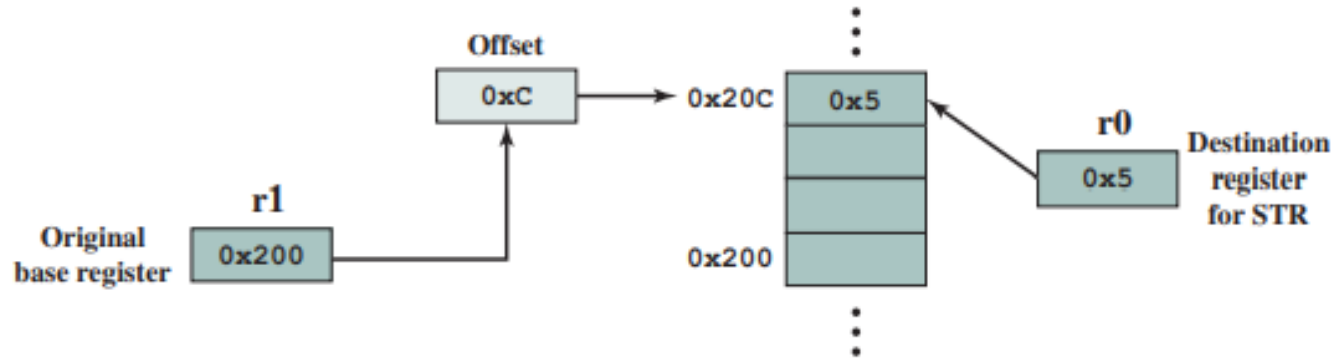 Offset
0xC
0x20C
0x5
r0
0x5
Destination
register
for STR
r1
Original
base register
0x200
0x200